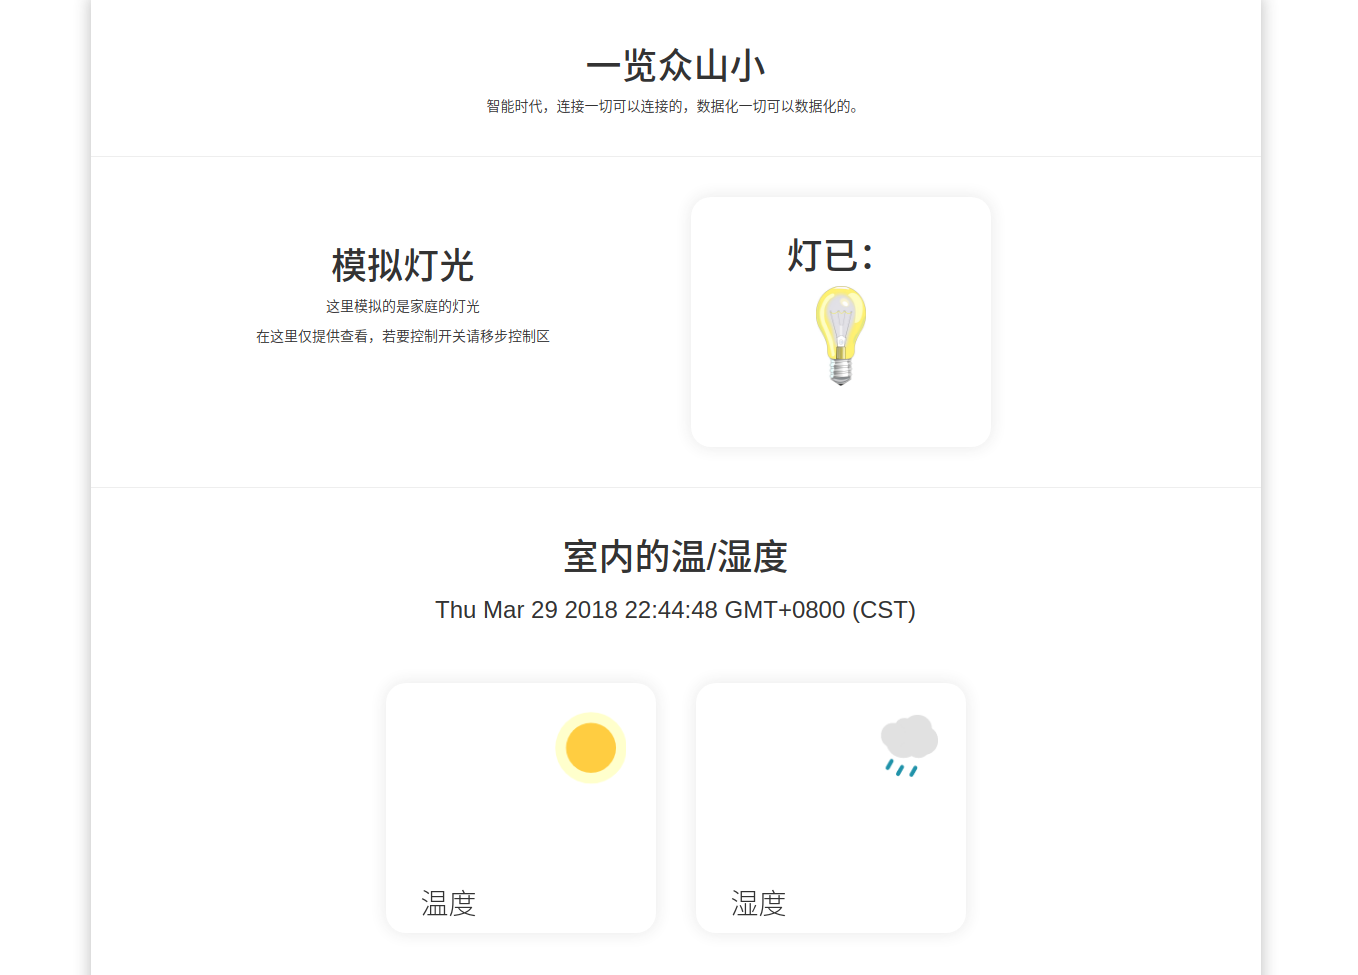 一览众山小
智能时代，连接一切可以连接的，数据化一切可以数据化的。
模拟灯光
这里模拟的是家庭的灯光
在这里仅提供查看，若要控制开关请移步控制区
灯已：
室内的温/湿度
Thu Mar 29 2018 22:44:48 GMT+0800 (CST)
温度
湿度